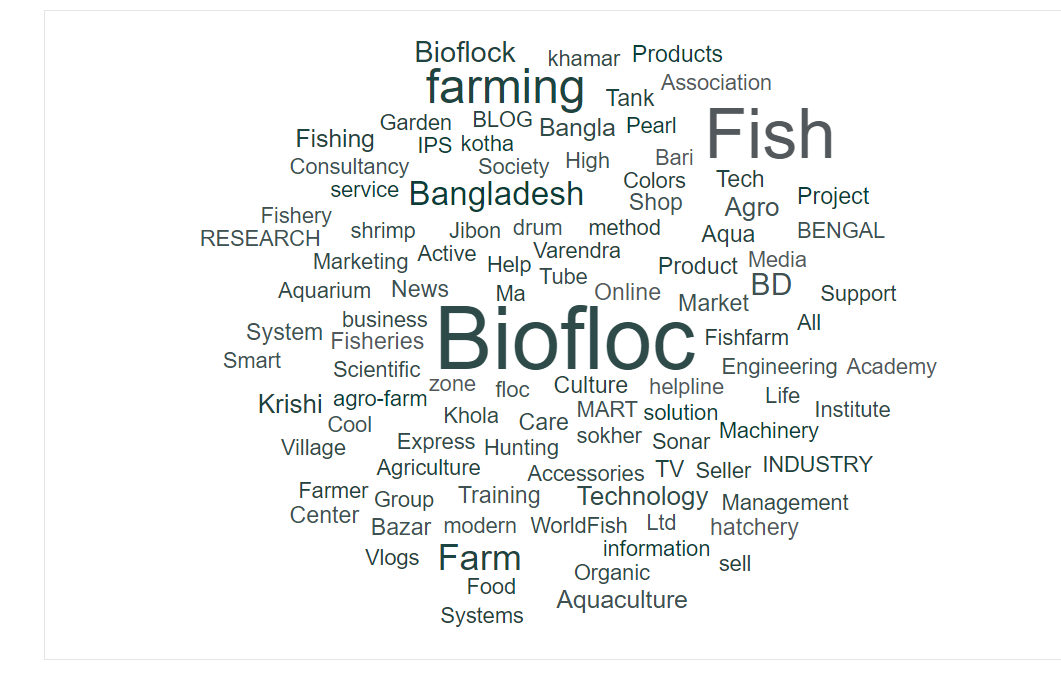 Bioflock khamar Products
farming Tank Association
Garden BLOG Bangla Pearl Fish
Fishing IPS kotha
Consultancy Society High Bari
service Bangladesh Colors Tech
Shop Agro Project
Fishery
RESEARCH shrimp Jibon drum method Aqua BENGAL
Marketing Active Help Varendra Product Media
Aquarium News Ma Tube Online Market BD Support
System business Biofloc Fishfarm All
Fisheries
Smart Scientific Engineering Academy
zone floc Culture helpline
Krishi agro-farm Khola Care MART solution Life Institute
Cool sokher Sonar Machinery
Village Express Hunting
Agriculture Accessories TV Seller INDUSTRY
Farmer Group Training Technology Management
Center Bazar modern WorldFish Ltd hatchery
Vlogs Farm information sell
Food Organic
Systems Aquaculture